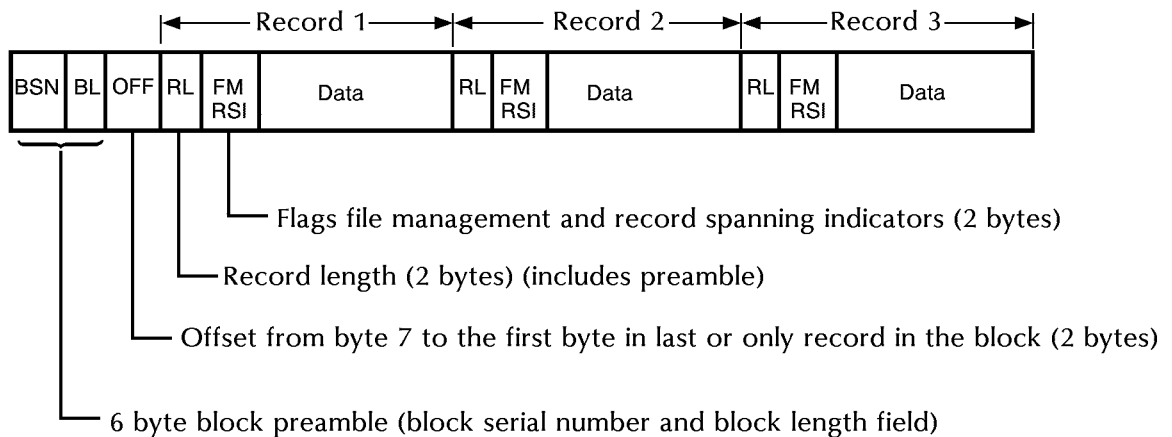 Record 1 Record 2 Record 3
BSN BL OFF RL FM RSI Data RL FM RSI Data RL FM RSI Data
Flags file management and record spanning indicators (2 bytes)
Record length (2 bytes) (includes preamble)
Offset from byte 7 to the first byte in last or only record in the block (2 bytes)
6 byte block preamble (block serial number and block length field)